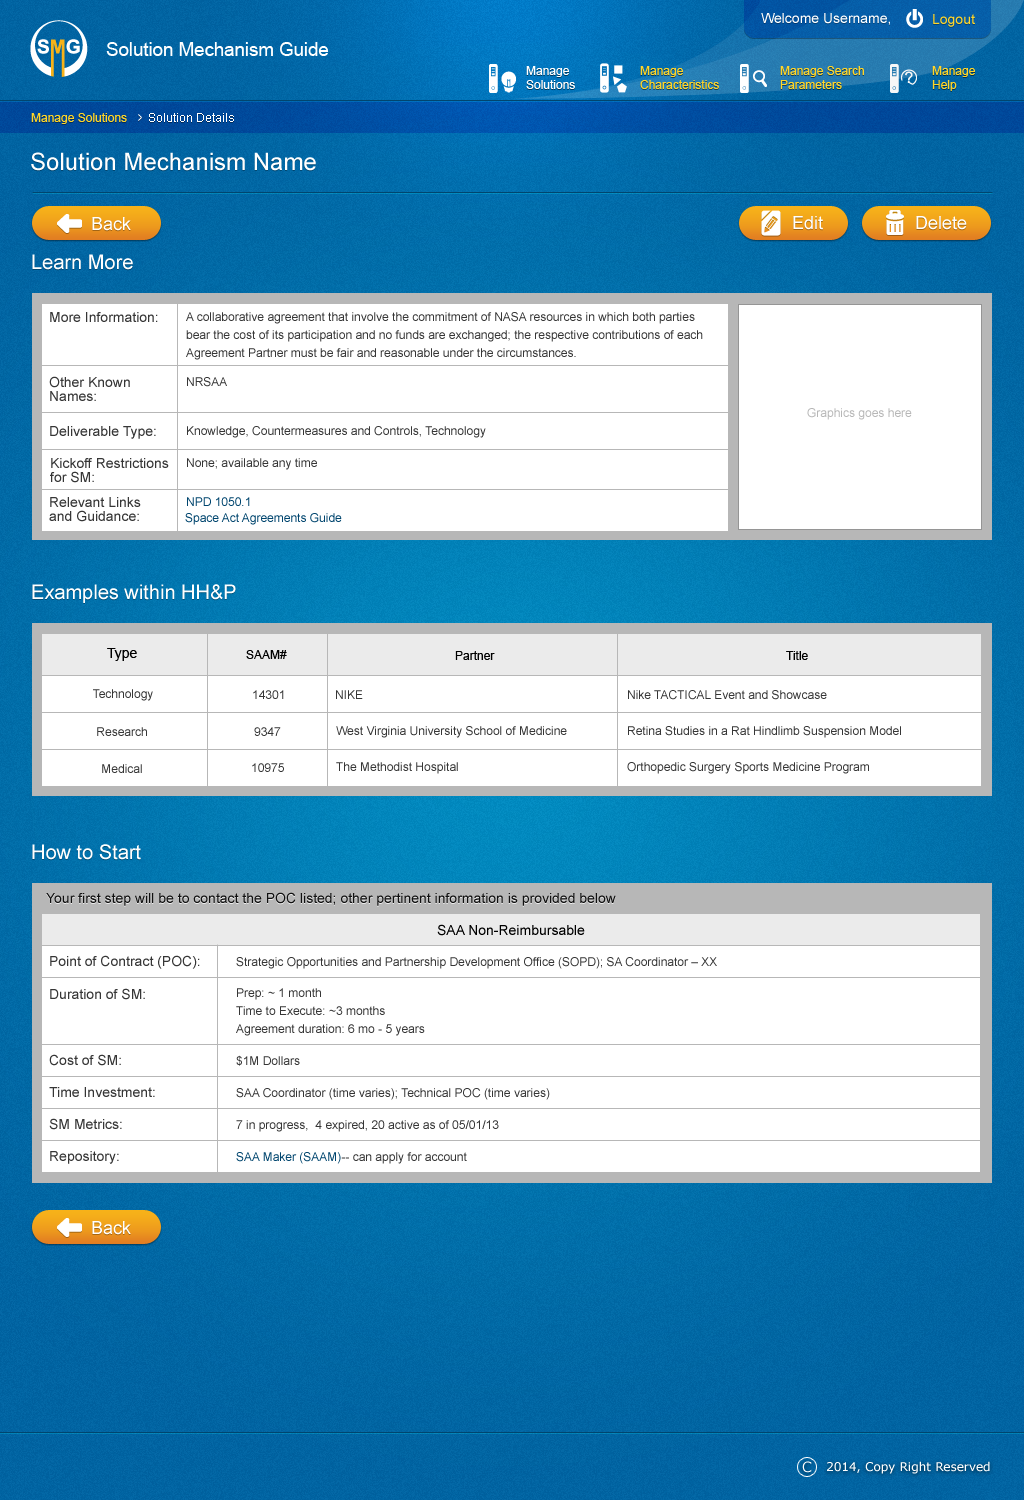 SMG
Solution Mechanism Guide
Welcome Username,
Logout
Manage
Solutions
Manage
Characteristics
Manage Search
Parameters
Manage
Help
Manage Solutions > Solution Details
Solution Mechanism Name
Back
Edit
Delete
Learn More
More Information:
A collaborative agreement that involve the commitment of NASA resources in which both parties
bear the cost of its participation and no funds are exchanged; the respective contributions of each
Agreement Partner must be fair and reasonable under the circumstances.
Graphics goes here
Other Known
Names:
NRSAA
Deliverable Type:
Knowledge, Countermeasures and Controls, Technology
Kickoff Restrictions
for SM:
None; available any time
Relevant Links
and Guidance:
NPD 1050.1
Space Act Agreements Guide
Examples within HH&P
Type SAAM# Partner Title
Technology 14301 NIKE Nike TACTICAL Event and Showcase
Research 9347 West Virginia University School of Medicine Retina Studies in a Rat Hindlimb Suspension Model
Medical 10975 The Methodist Hospital Orthopedic Surgery Sports Medicine Program
How to Start
Your first step will be to contact the POC listed; other pertinent information is provided below
SAA Non-Reimbursable
Point of Contract (POC): Strategic Opportunities and Partnership Development Office (SOPD); SA Coordinator – XX
Duration of SM:
Prep: ~ 1 month
Time to Execute: ~3 months
Agreement duration: 6 mo - 5 years
Cost of SM: $1M Dollars
Time Investment: SAA Coordinator (time varies); Technical POC (time varies)
SM Metrics: 7 in progress, 4 expired, 20 active as of 05/01/13
Repository: SAA Maker (SAAM)-- can apply for account
Back
© 2014, Copy Right Reserved